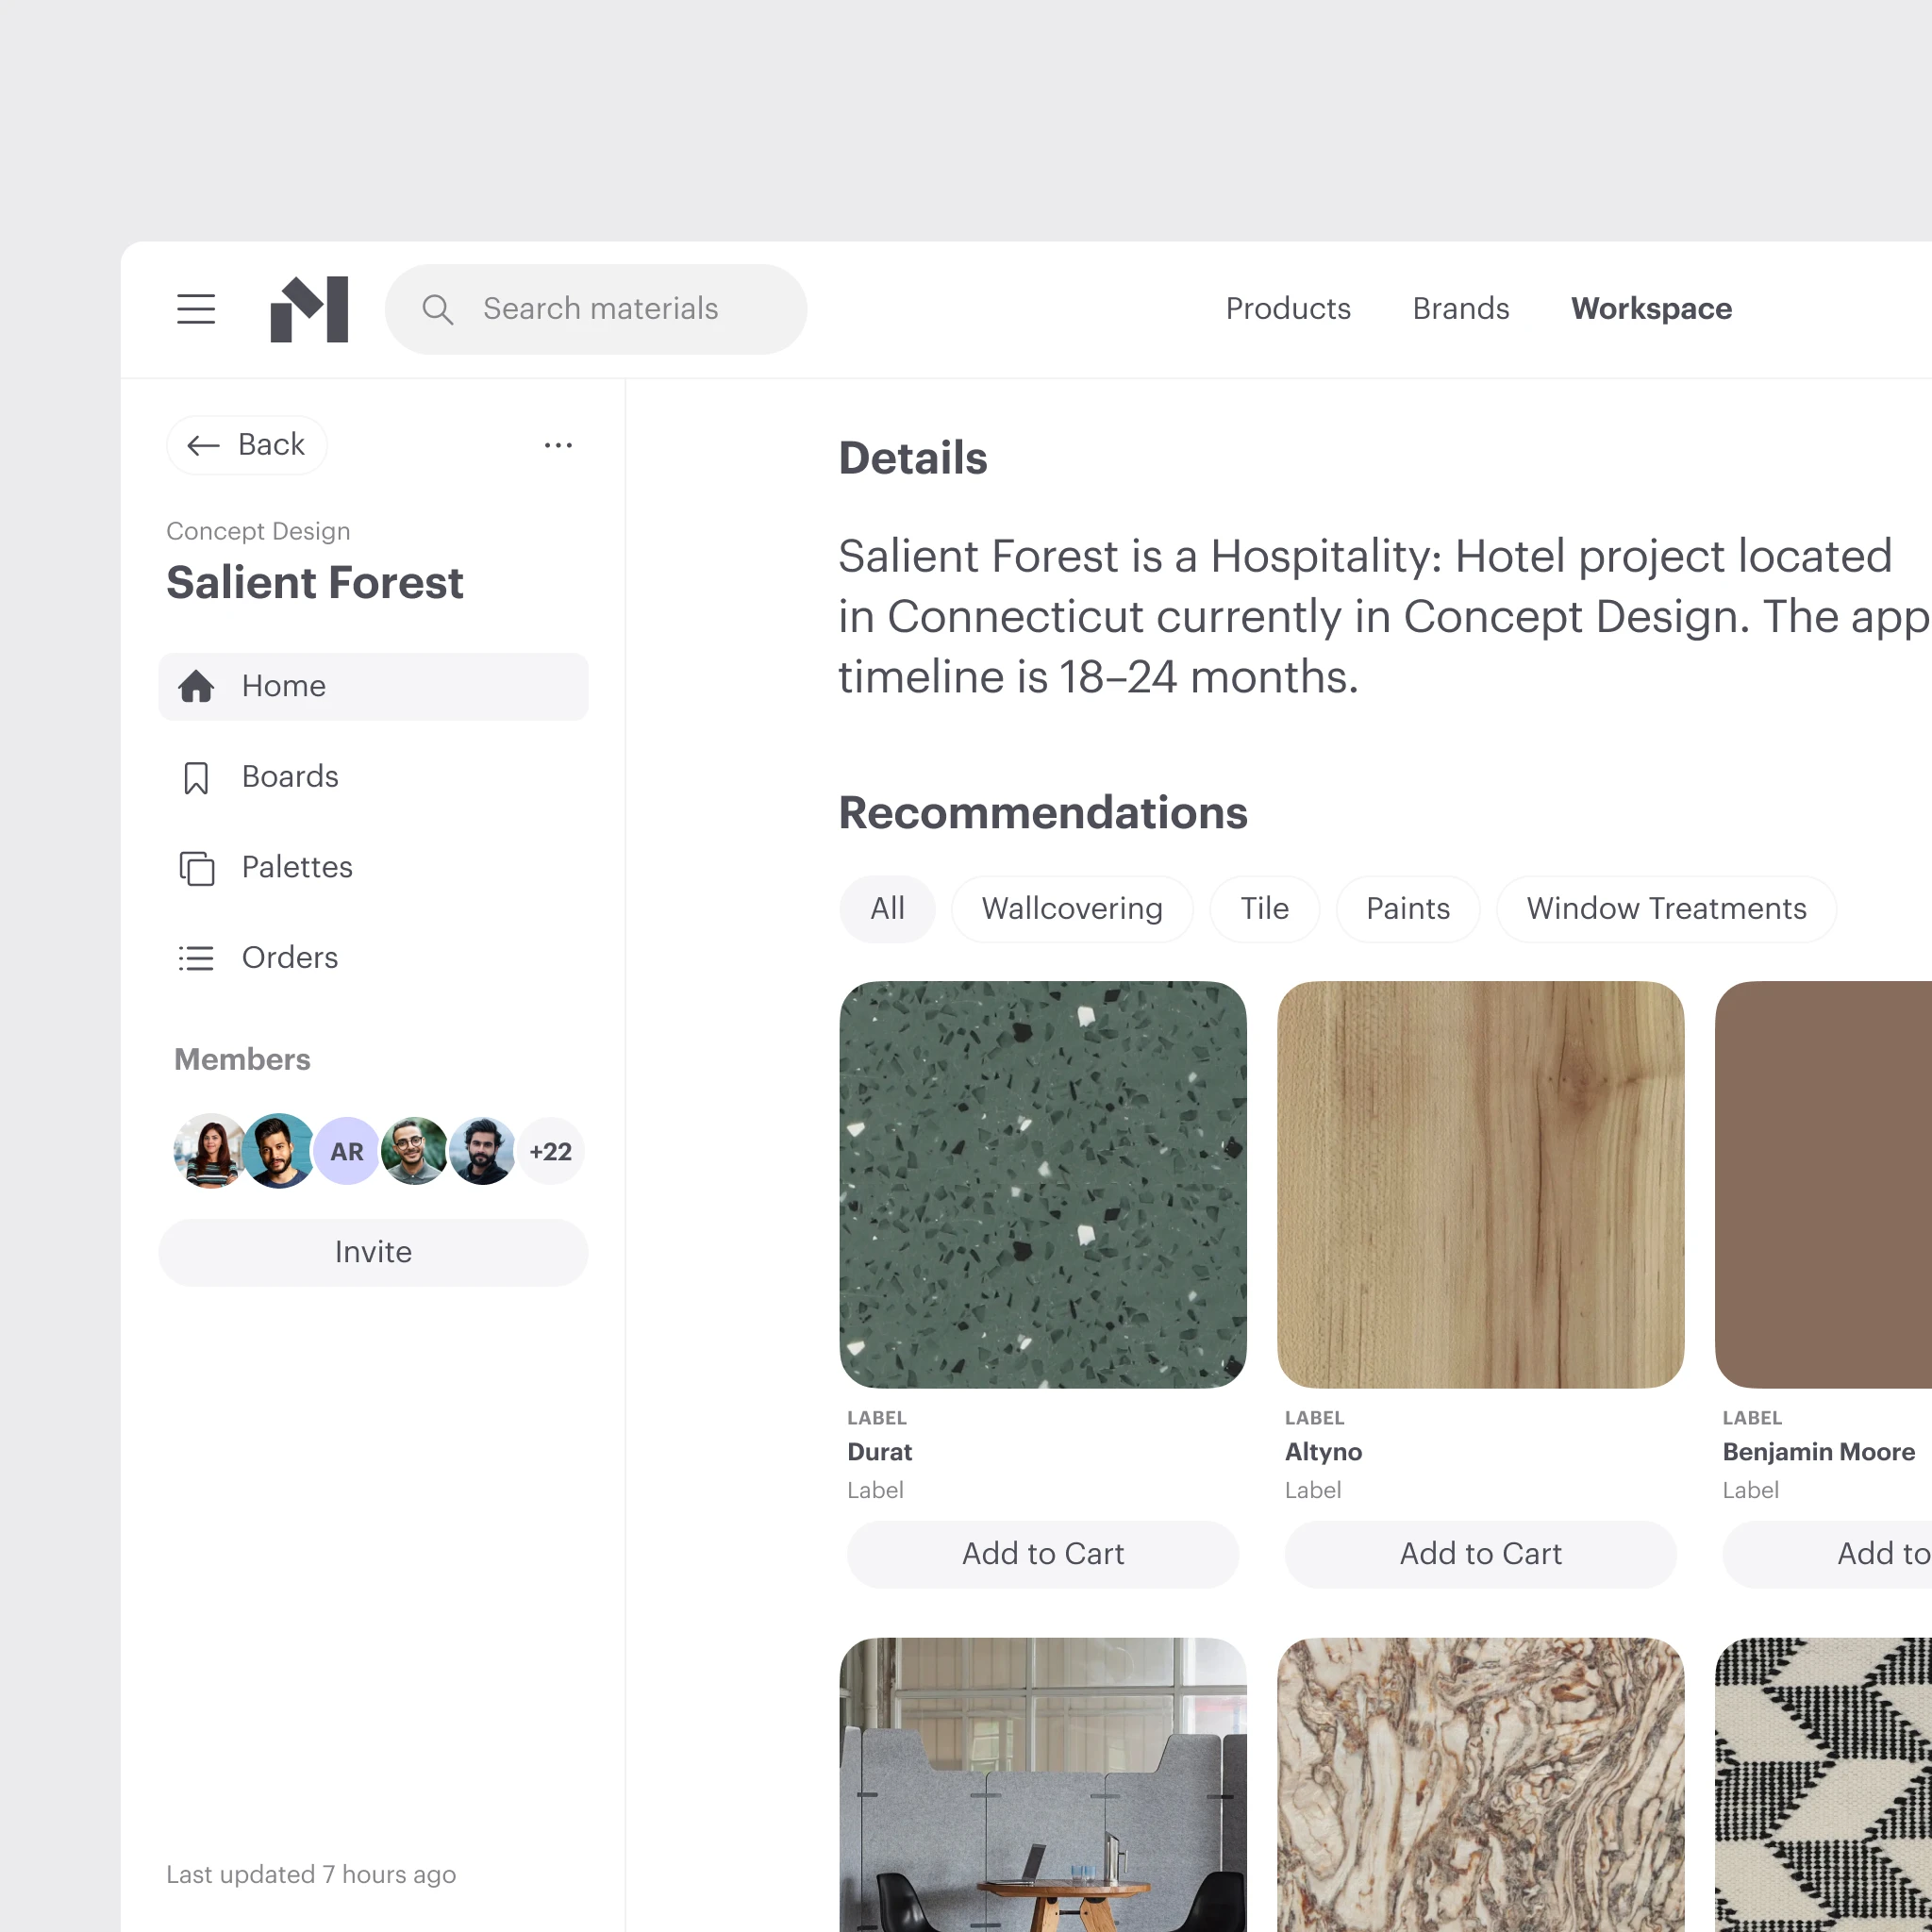 Search materials
Products
Brands
Workspace
Back
Concept Design
Salient Forest
Home
Boards
Palettes
Orders
Members
AR
+22
Invite
Last updated 7 hours ago
Details
Salient Forest is a Hospitality: Hotel project located
in Connecticut currently in Concept Design. The app
timeline is 18–24 months.
Recommendations
All
Wallcovering
Tile
Paints
Window Treatments
LABEL
Durat
Label
Add to Cart
LABEL
Altyno
Label
Add to Cart
LABEL
Benjamin Moore
Label
Add to